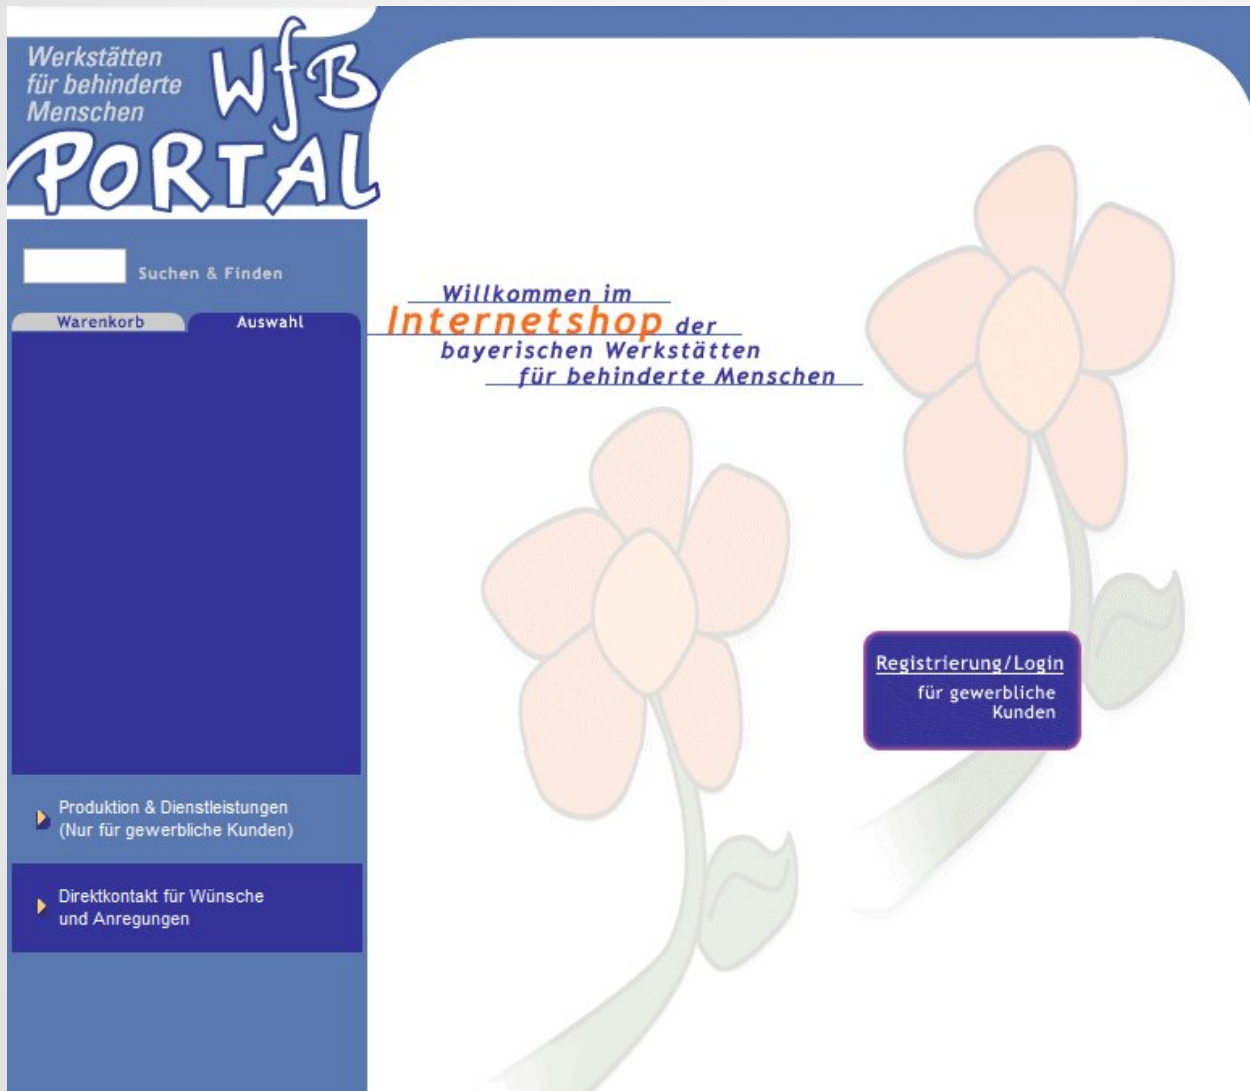 Werkstätten
für behinderte
Menschen
WfB
PORTAL
Suchen & Finden
Warenkorb
Auswahl
Willkommen im
Internetshop der
bayerischen Werkstätten
für behinderte Menschen
Registrierung/Login
für gewerbliche
Kunden
Produktion & Dienstleistungen
(Nur für gewerbliche Kunden)
Direktkontakt für Wünsche
und Anregungen